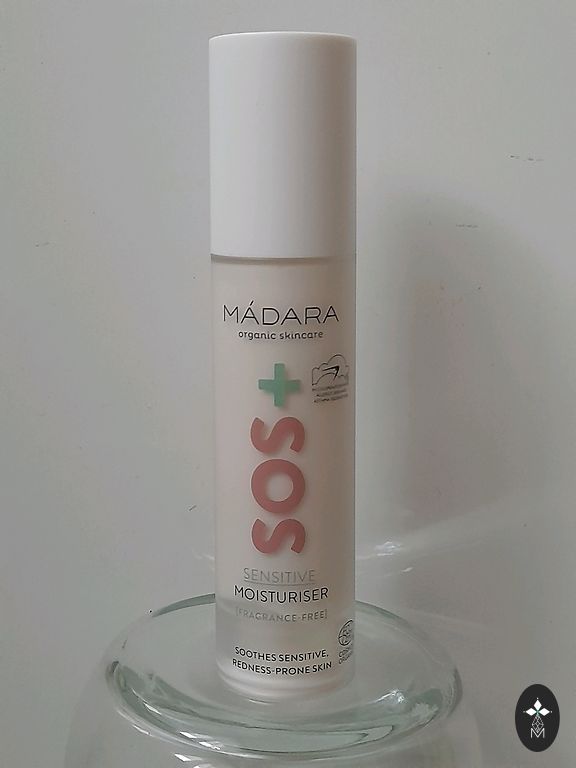 MÁDARA
organic skincare
SOS+
SENSITIVE
MOISTURISER
[FRAGRANCE-FREE]
SOOTHES SENSITIVE,
REDNESS-PRONE SKIN